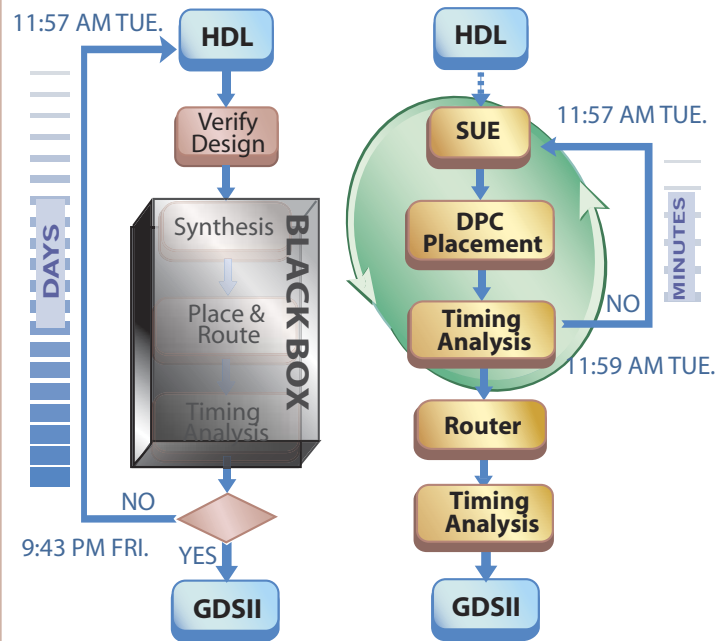 11:57 AM TUE.
HDL
Verify
Design
Synthesis
Place &
Route
Timing
Analysis
BLACK BOX
DAYS
NO
9:43 PM FRI.
YES
GDSII
HDL
11:57 AM TUE.
SUE
DPC
Placement
MINUTES
NO
Timing
Analysis
11:59 AM TUE.
Router
Timing
Analysis
GDSII